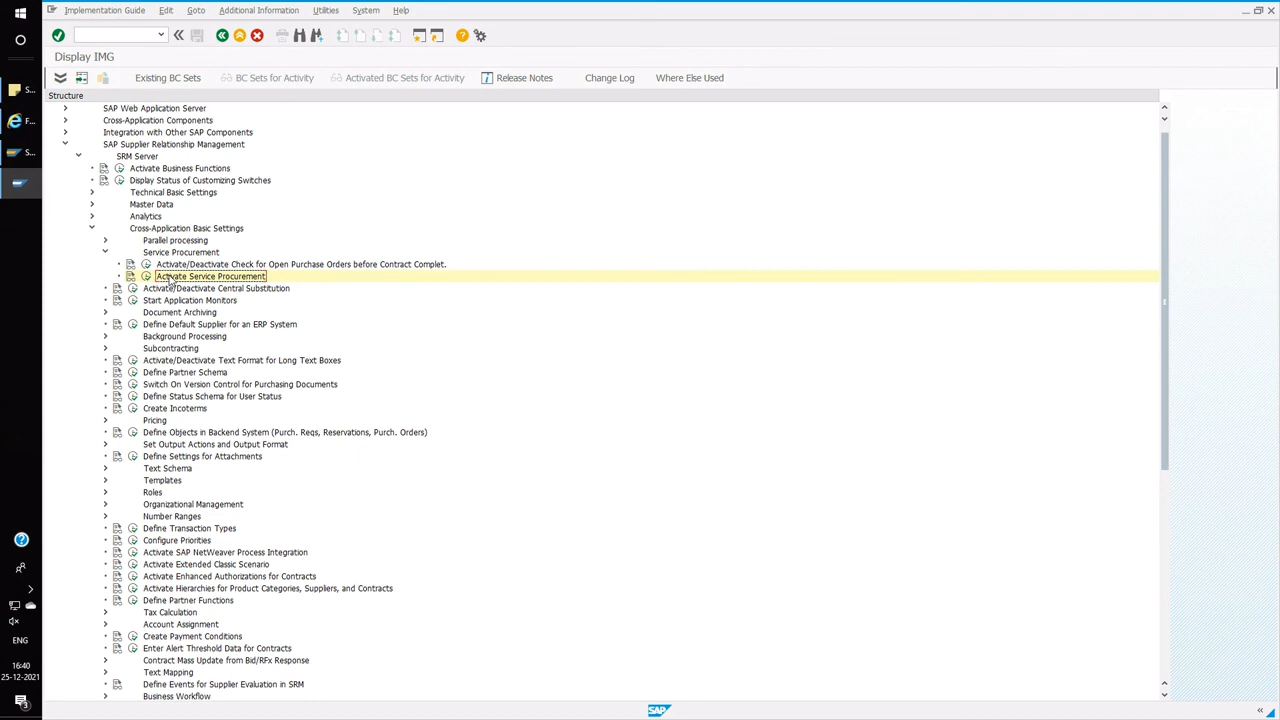 Implementation Guide Edit Goto Additional Information Utilities System Help
Display IMG
Existing BC Sets BC Sets for Activity Activated BC Sets for Activity Release Notes Change Log Where Else Used
Structure
SAP Web Application Server
Cross-Application Components
Integration with Other SAP Components
SAP Supplier Relationship Management
SRM Server
Activate Business Functions
Display Status of Customizing Switches
Technical Basic Settings
Master Data
Analytics
Cross-Application Basic Settings
Parallel processing
Service Procurement
Activate/Deactivate Check for Open Purchase Orders before Contract Complet.
Activate Service Procurement
Activate/Deactivate Central Substitution
Start Application Monitors
Document Archiving
Define Default Supplier for an ERP System
Background Processing
Subcontracting
Activate/Deactivate Text Format for Long Text Boxes
Define Partner Schema
Switch On Version Control for Purchasing Documents
Define Status Schema for User Status
Create Incoterms
Pricing
Define Objects in Backend System (Purch. Reqs, Reservations, Purch. Orders)
Set Output Actions and Output Format
Define Settings for Attachments
Text Schema
Templates
Roles
Organizational Management
Number Ranges
Define Transaction Types
Configure Priorities
Activate SAP NetWeaver Process Integration
Activate Extended Classic Scenario
Activate Enhanced Authorizations for Contracts
Activate Hierarchies for Product Categories, Suppliers, and Contracts
Define Partner Functions
Tax Calculation
Account Assignment
Create Payment Conditions
Enter Alert Threshold Data for Contracts
Contract Mass Update from Bid/RFx Response
Text Mapping
Define Events for Supplier Evaluation in SRM
Business Workflow
S...
F...
S...
ENG
16:40
25-12-2021
3
SAP